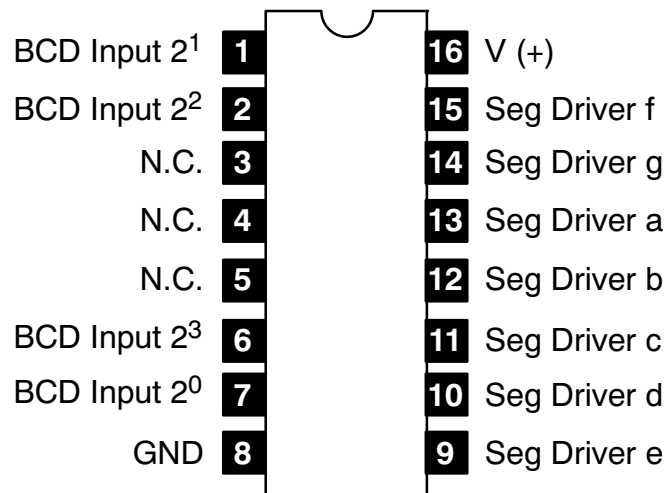 BCD Input 2¹ 1 16 V (+)
BCD Input 2² 2 15 Seg Driver f
N.C. 3 14 Seg Driver g
N.C. 4 13 Seg Driver a
N.C. 5 12 Seg Driver b
BCD Input 2³ 6 11 Seg Driver c
BCD Input 2⁰ 7 10 Seg Driver d
GND 8 9 Seg Driver e